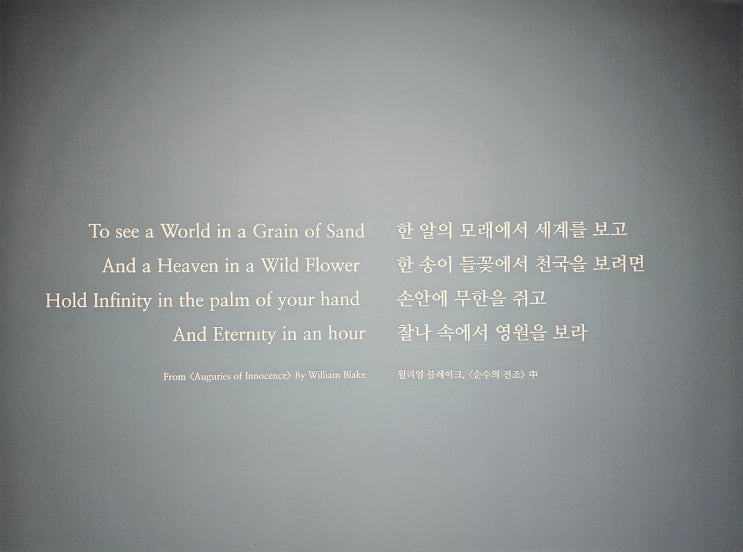 To see a World in a Grain of Sand
And a Heaven in a Wild Flower
Hold Infinity in the palm of your hand
And Eternity in an hour
From 〈Auguries of Innocence〉 By William Blake
한 알의 모래에서 세계를 보고
한 송이 들꽃에서 천국을 보려면
손안에 무한을 쥐고
찰나 속에서 영원을 보라
윌리엄 블레이크, 〈순수의 전조〉 中